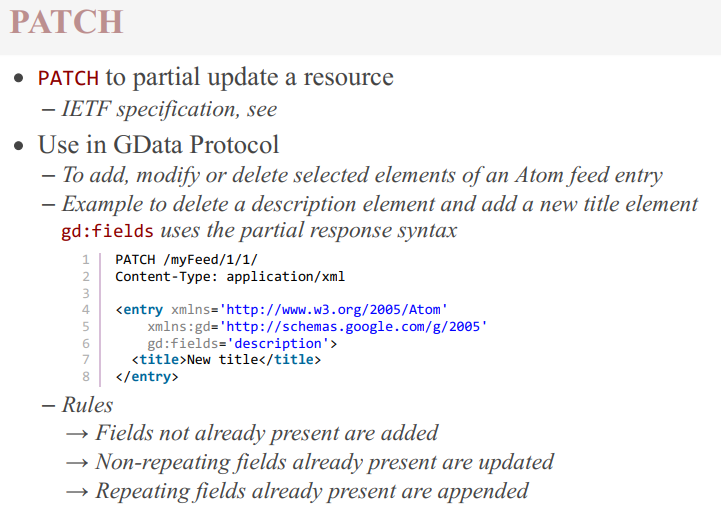 PATCH
• PATCH to partial update a resource
– IETF specification, see
• Use in GData Protocol
– To add, modify or delete selected elements of an Atom feed entry
– Example to delete a description element and add a new title element
gd:fields uses the partial response syntax
1 PATCH /myFeed/1/1/
2 Content-Type: application/xml
3
4 <entry xmlns='http://www.w3.org/2005/Atom'
5 xmlns:gd='http://schemas.google.com/g/2005'
6 gd:fields='description'>
7 <title>New title</title>
8 </entry>
– Rules
→ Fields not already present are added
→ Non-repeating fields already present are updated
→ Repeating fields already present are appended